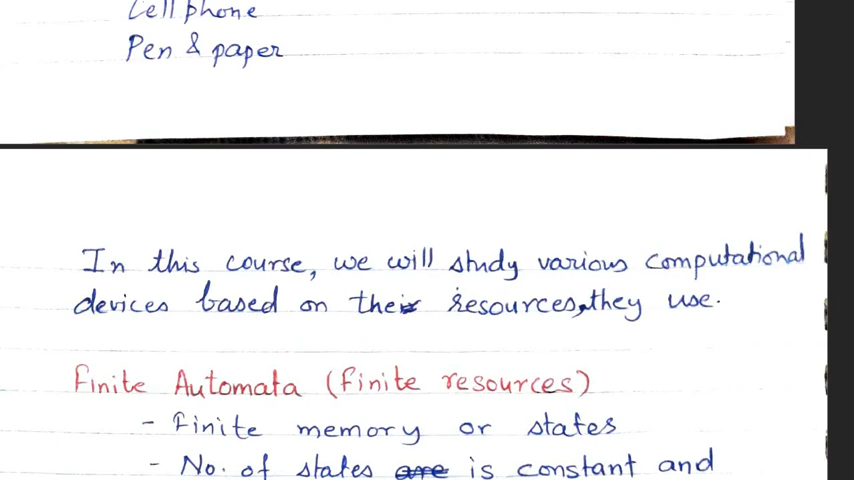 Cell phone
Pen & paper
In this course, we will study various computational
devices based on their resources, they use.
Finite Automata (finite resources)
- Finite memory or states
- No. of states are is constant and